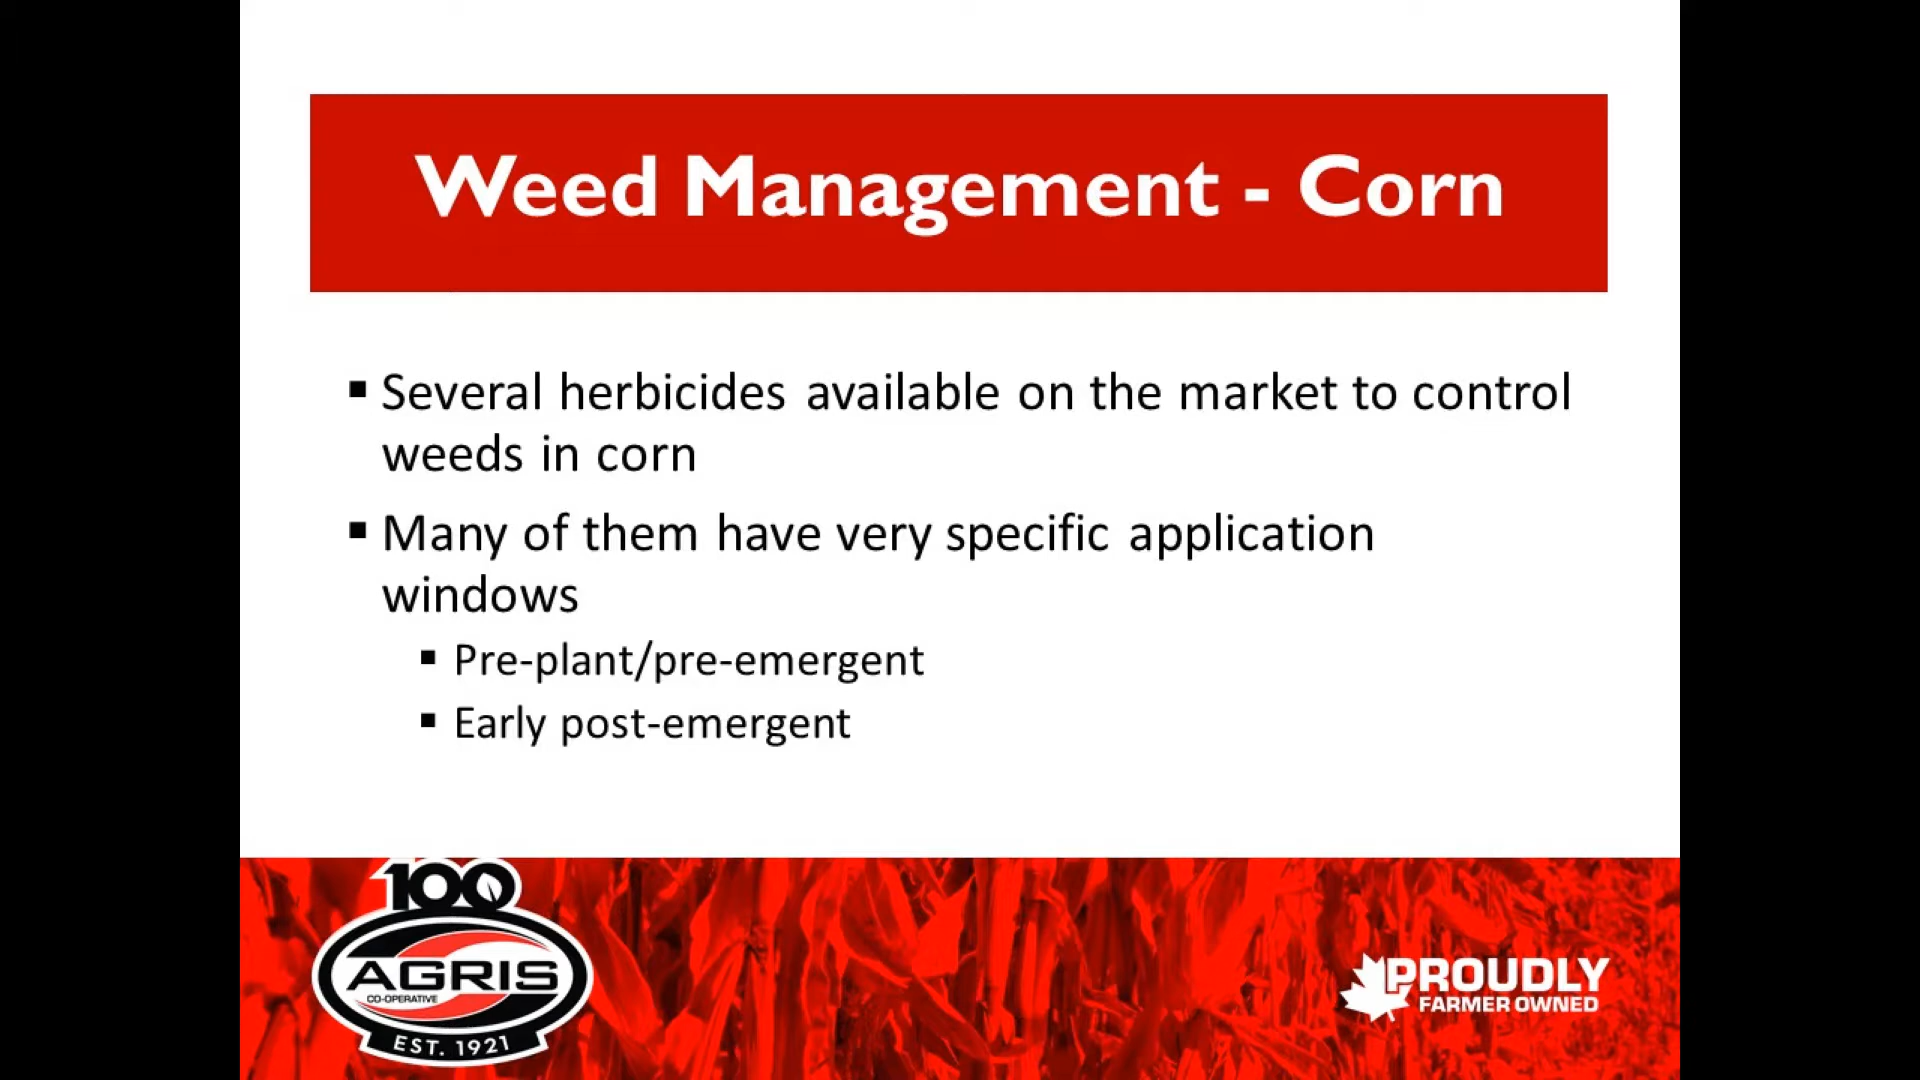 Weed Management - Corn
▪ Several herbicides available on the market to control
weeds in corn
▪ Many of them have very specific application
windows
▪ Pre-plant/pre-emergent
▪ Early post-emergent
100
AGRIS
CO-OPERATIVE
EST. 1921
PROUDLY
FARMER OWNED